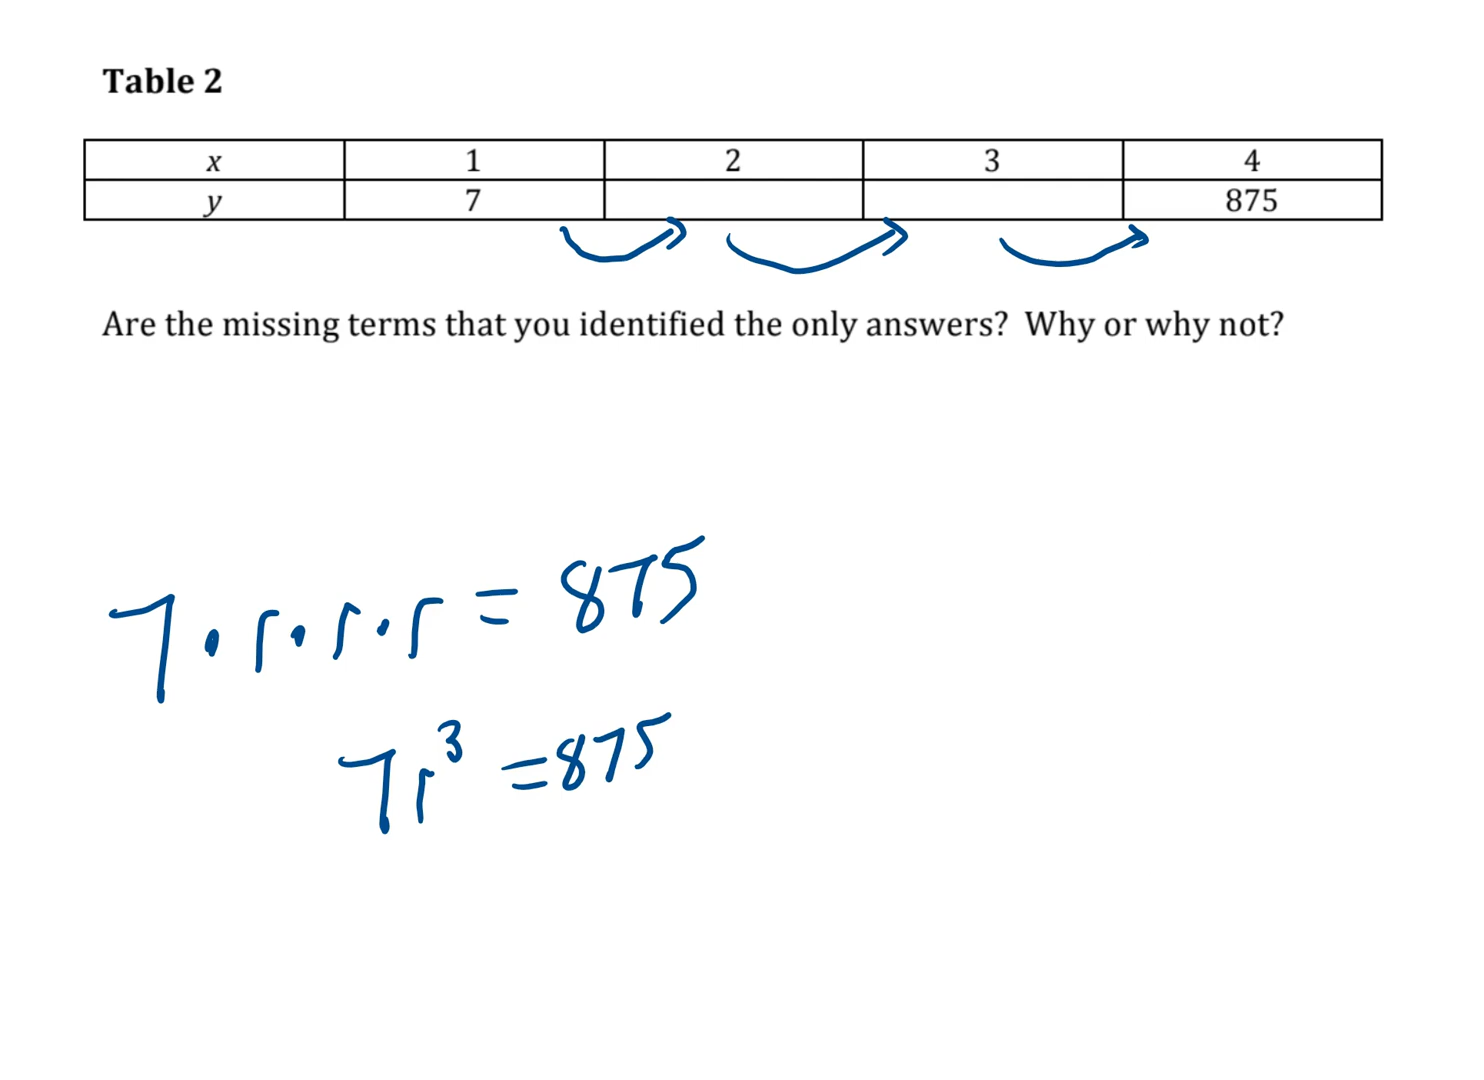 Table 2
x 1 2 3 4
y 7 875
Are the missing terms that you identified the only answers? Why or why not?
7 · r · r · r = 875
7r³ = 875